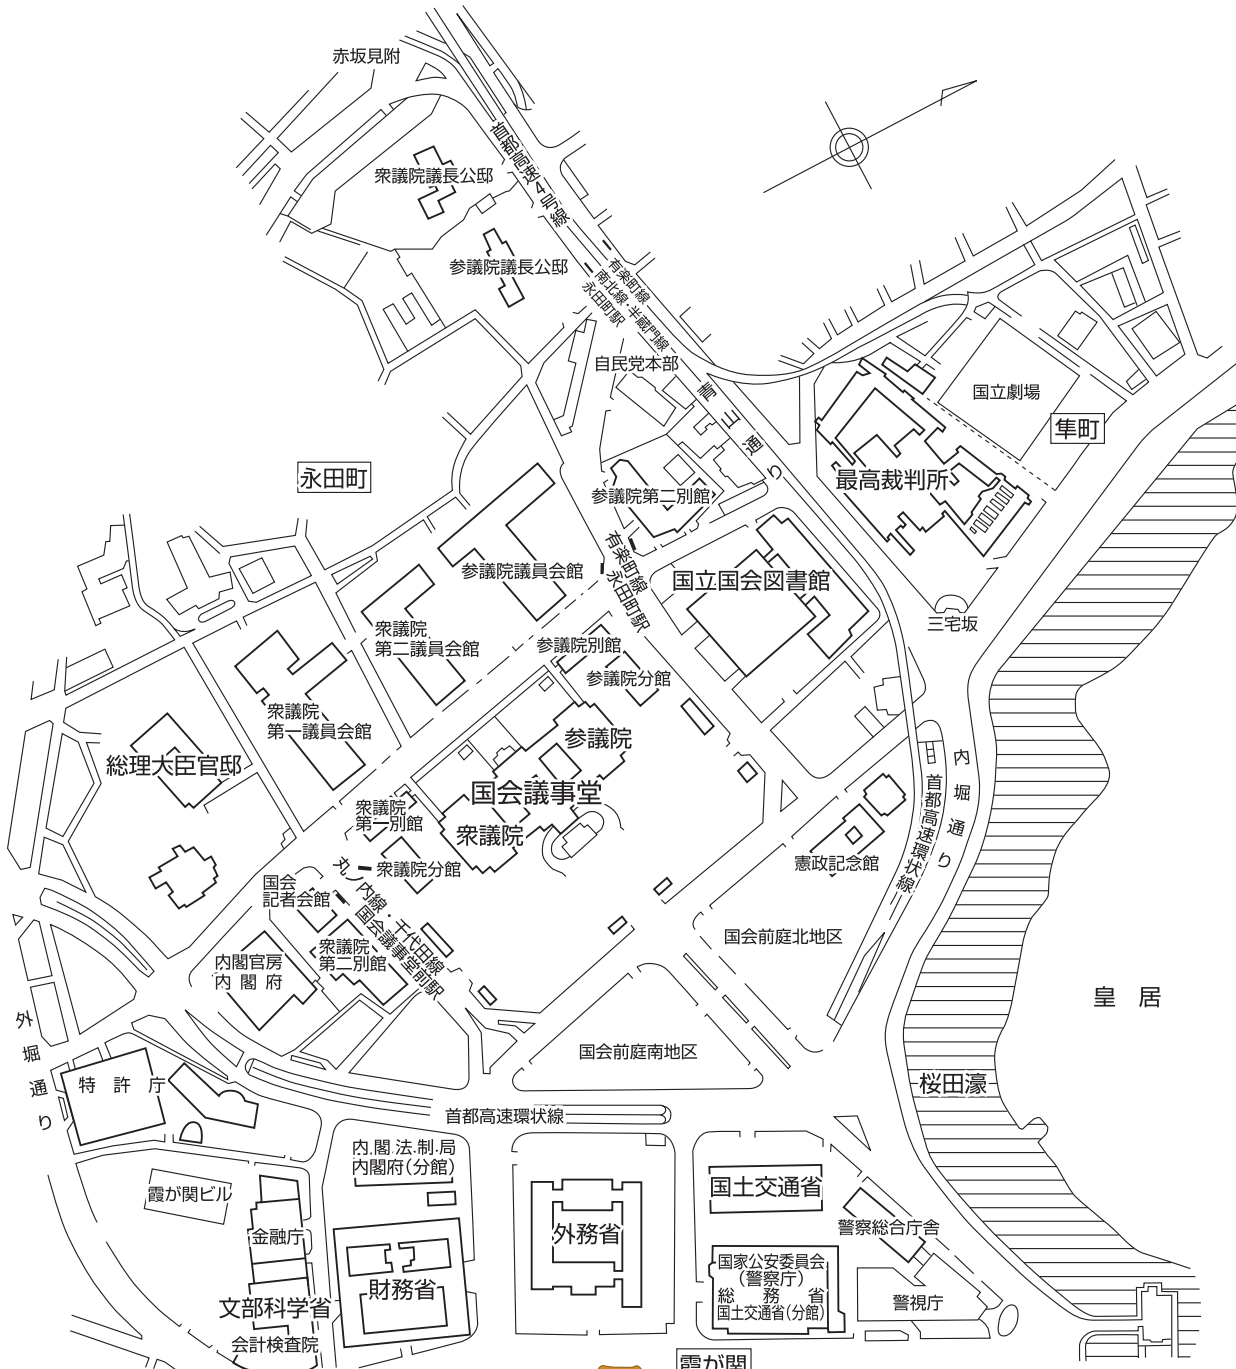 赤坂見附
首都高速4号線
衆議院議長公邸
参議院議長公邸
有楽町線
南北線・半蔵門線
永田町駅
自民党本部
青山通り
国立劇場
隼町
最高裁判所
永田町
参議院第二別館
有楽町線
永田町駅
参議院議員会館
国立国会図書館
三宅坂
衆議院
第二議員会館
参議院別館
参議院分館
衆議院
第一議員会館
参議院
総理大臣官邸
国会議事堂
衆議院
衆議院
第一別館
内堀通り
首都高速環状線
憲政記念館
衆議院分館
丸ノ内線・千代田線
国会議事堂前駅
国会
記者会館
衆議院
第二別館
内閣官房
内閣府
国会前庭北地区
皇居
外堀通り
国会前庭南地区
特許庁
桜田濠
首都高速環状線
内閣法制局
内閣府(分館)
霞が関ビル
金融庁
外務省
国土交通省
警察総合庁舎
国家公安委員会
(警察庁)
総務省
国土交通省(分館)
財務省
文部科学省
会計検査院
警視庁
霞が関